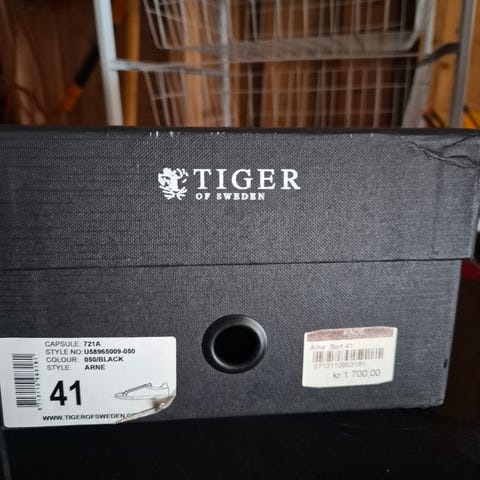 TIGER
OF SWEDEN
CAPSULE: 721A
STYLE NO: U58965009-050
COLOUR: 050/BLACK
STYLE: ARNE
41
WWW.TIGEROFSWEDEN.C
Arne Sort 41
5713110903181
kr 1 700,00